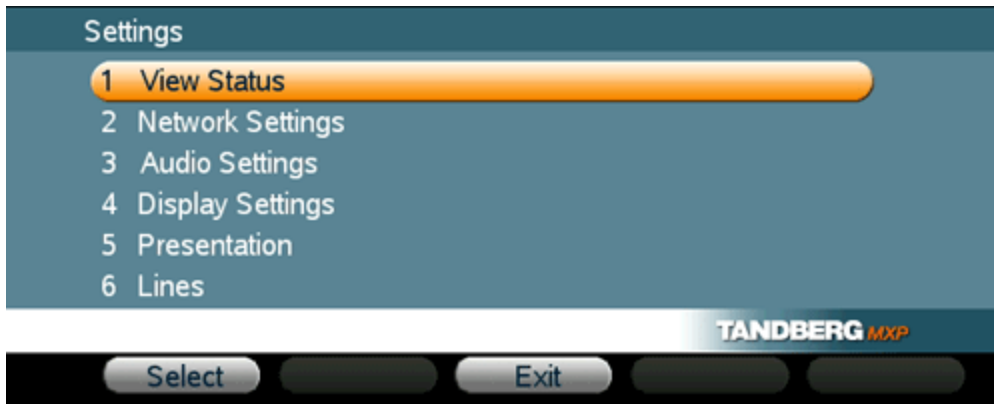 Settings
1 View Status
2 Network Settings
3 Audio Settings
4 Display Settings
5 Presentation
6 Lines
TANDBERG MXP
Select Exit